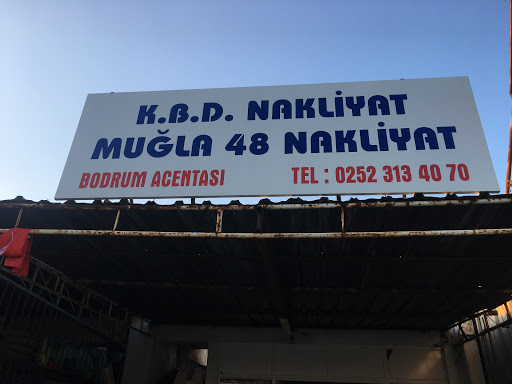 K.B.D. NAKLİYAT
MUĞLA 48 NAKLİYAT
BODRUM ACENTASI TEL : 0252 313 40 70